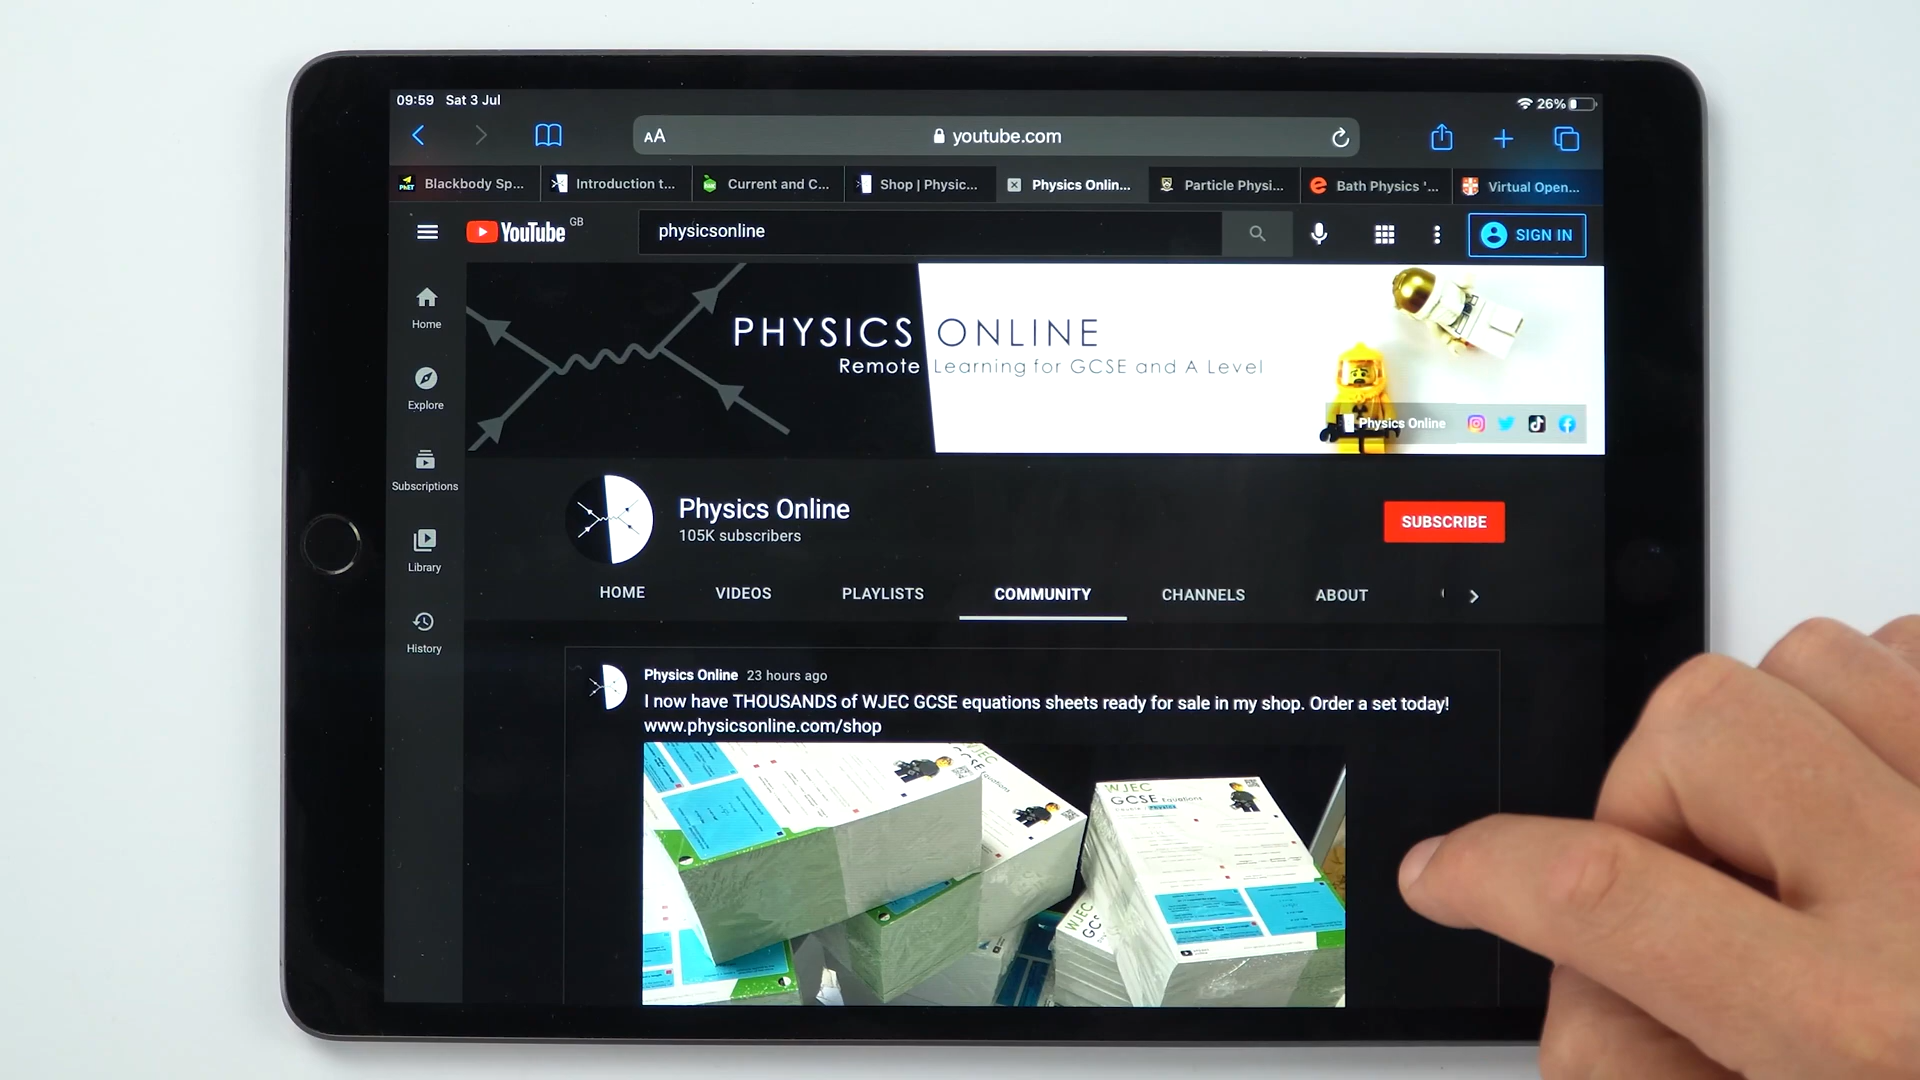 09:59 Sat 3 Jul
26%
AA
youtube.com
Blackbody Sp...
Introduction t...
Current and C...
Shop | Physic...
Physics Onlin...
Particle Physi...
Bath Physics '...
Virtual Open...
YouTube GB
physicsonline
SIGN IN
Home
Explore
Subscriptions
Library
History
PHYSICS ONLINE
Remote Learning for GCSE and A Level
Physics Online
Physics Online
105K subscribers
SUBSCRIBE
HOME
VIDEOS
PLAYLISTS
COMMUNITY
CHANNELS
ABOUT
Physics Online 23 hours ago
I now have THOUSANDS of WJEC GCSE equations sheets ready for sale in my shop. Order a set today!
www.physicsonline.com/shop
WJEC
GCSE Equations
Physics
WJEC